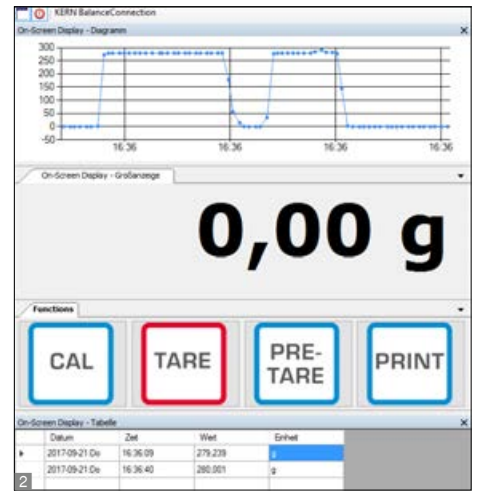 KERN BalanceConnection
On-Screen Display - Diagramm
300
250
200
150
100
50
0
-50
16:36 16:36 16:36 16:36
On-Screen Display - Großanzeige
0,00 g
Functions
CAL
TARE
PRE-
TARE
PRINT
On-Screen Display - Tabelle
Datum Zeit Wert Einheit
2017-09-21 Do 16:36:09 279,239 g
2017-09-21 Do 16:36:40 280,001 g
2